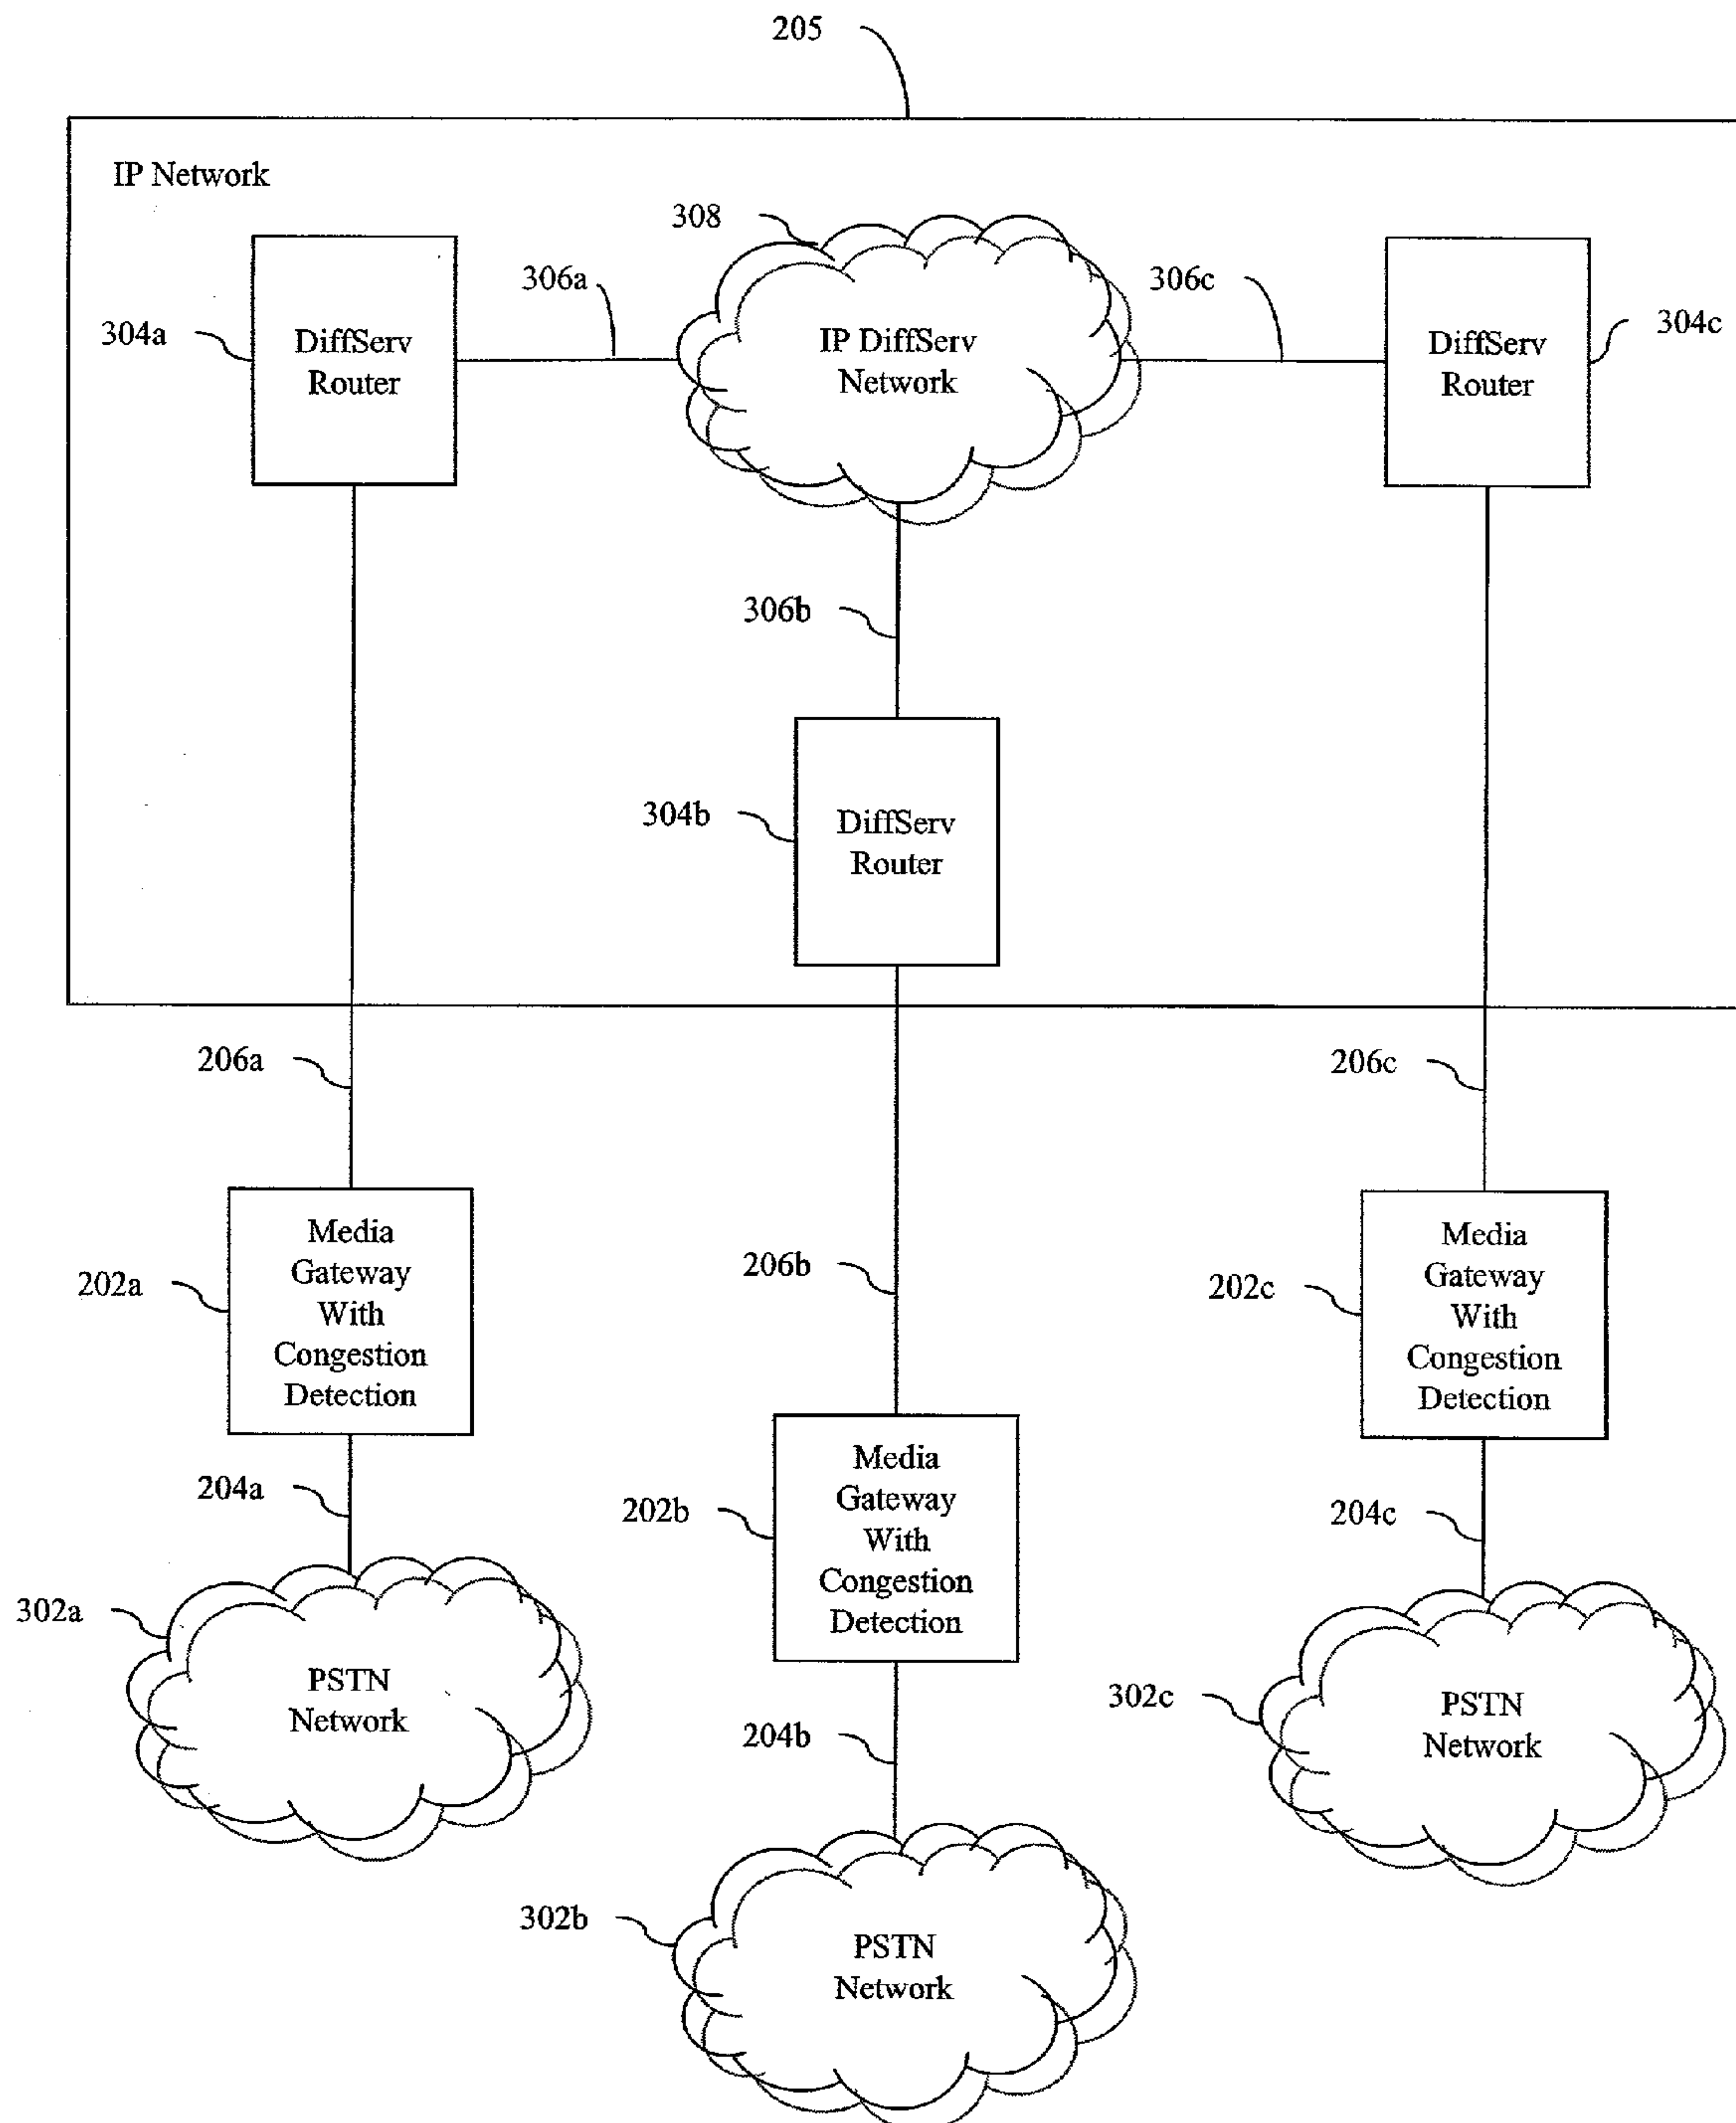 205
IP Network
308
306a
306c
304a
DiffServ
Router
IP DiffServ
Network
DiffServ
Router
304c
306b
304b
DiffServ
Router
206a
206c
202a
Media
Gateway
With
Congestion
Detection
206b
202c
Media
Gateway
With
Congestion
Detection
204a
202b
Media
Gateway
With
Congestion
Detection
204c
302a
PSTN
Network
204b
302c
PSTN
Network
302b
PSTN
Network